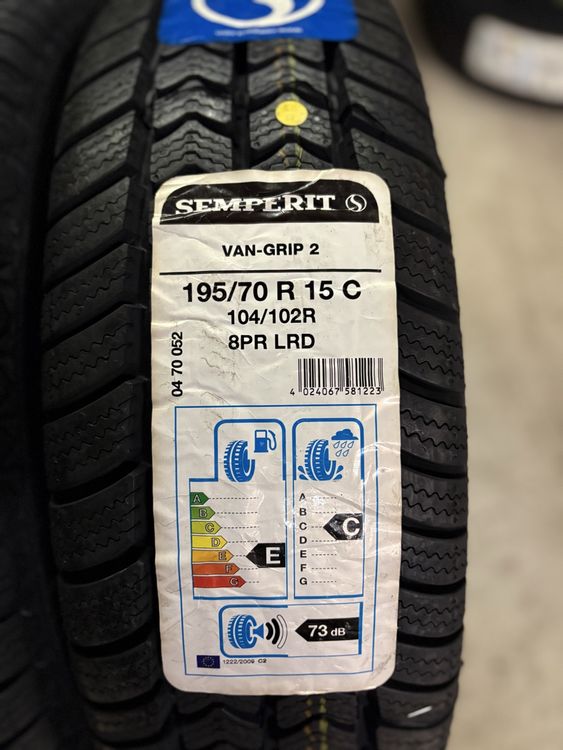 SEMPERIT
VAN-GRIP 2
195/70 R 15 C
104/102R
8PR LRD
04 70 052
4 024067 581223
A
B
C
D
E
F
G
E
A
B
C
D
E
F
G
C
73 dB
1222/2009 C2